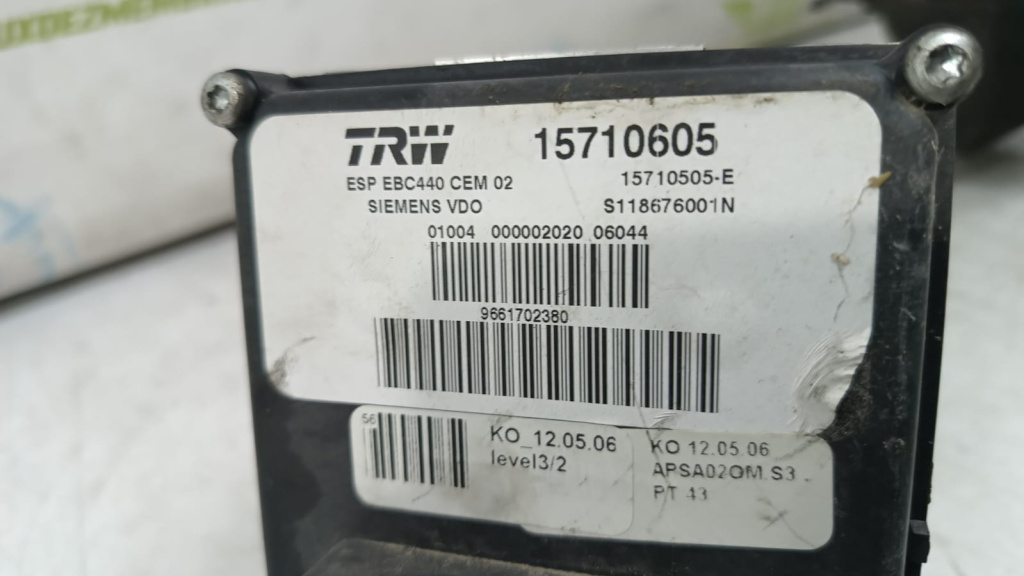 TRW 15710605
ESP EBC440 CEM 02 15710505-E
SIEMENS VDO S118676001N
01004 000002020 06044
9661702380
56
KO_12.05.06
level3/2
KO 12.05.06
APSA02OM.S3
PT 43